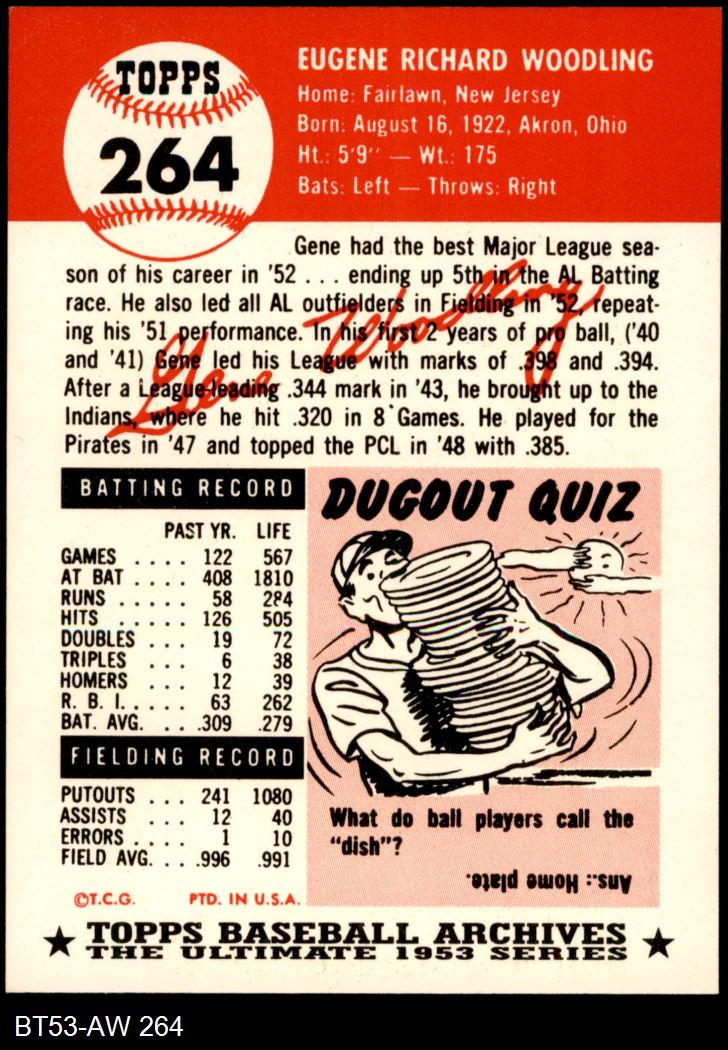 TOPPS
264
EUGENE RICHARD WOODLING
Home: Fairlawn, New Jersey
Born: August 16, 1922, Akron, Ohio
Ht.: 5'9" — Wt.: 175
Bats: Left — Throws: Right
Gene had the best Major League sea-
son of his career in '52 . . . ending up 5th in the AL Batting
race. He also led all AL outfielders in Fielding in '52, repeat-
ing his '51 performance. In his first 2 years of pro ball, ('40
and '41) Gene led his League with marks of .398 and .394.
After a League-leading .344 mark in '43, he brought up to the
Indians, where he hit .320 in 8 Games. He played for the
Pirates in '47 and topped the PCL in '48 with .385.
Gene Woodling
BATTING RECORD
PAST YR. LIFE
GAMES . . . . 122 567
AT BAT . . . . 408 1810
RUNS . . . . . 58 284
HITS . . . . . 126 505
DOUBLES . . . 19 72
TRIPLES . . . 6 38
HOMERS . . . 12 39
R. B. I. . . . . 63 262
BAT. AVG. . . .309 .279
FIELDING RECORD
PUTOUTS . . . 241 1080
ASSISTS . . . 12 40
ERRORS . . . . 1 10
FIELD AVG. . . .996 .991
DUGOUT QUIZ
What do ball players call the
"dish"?
Ans.: Home plate.
©T.C.G. PTD. IN U.S.A.
★ TOPPS BASEBALL ARCHIVES ★
THE ULTIMATE 1953 SERIES
BT53-AW 264